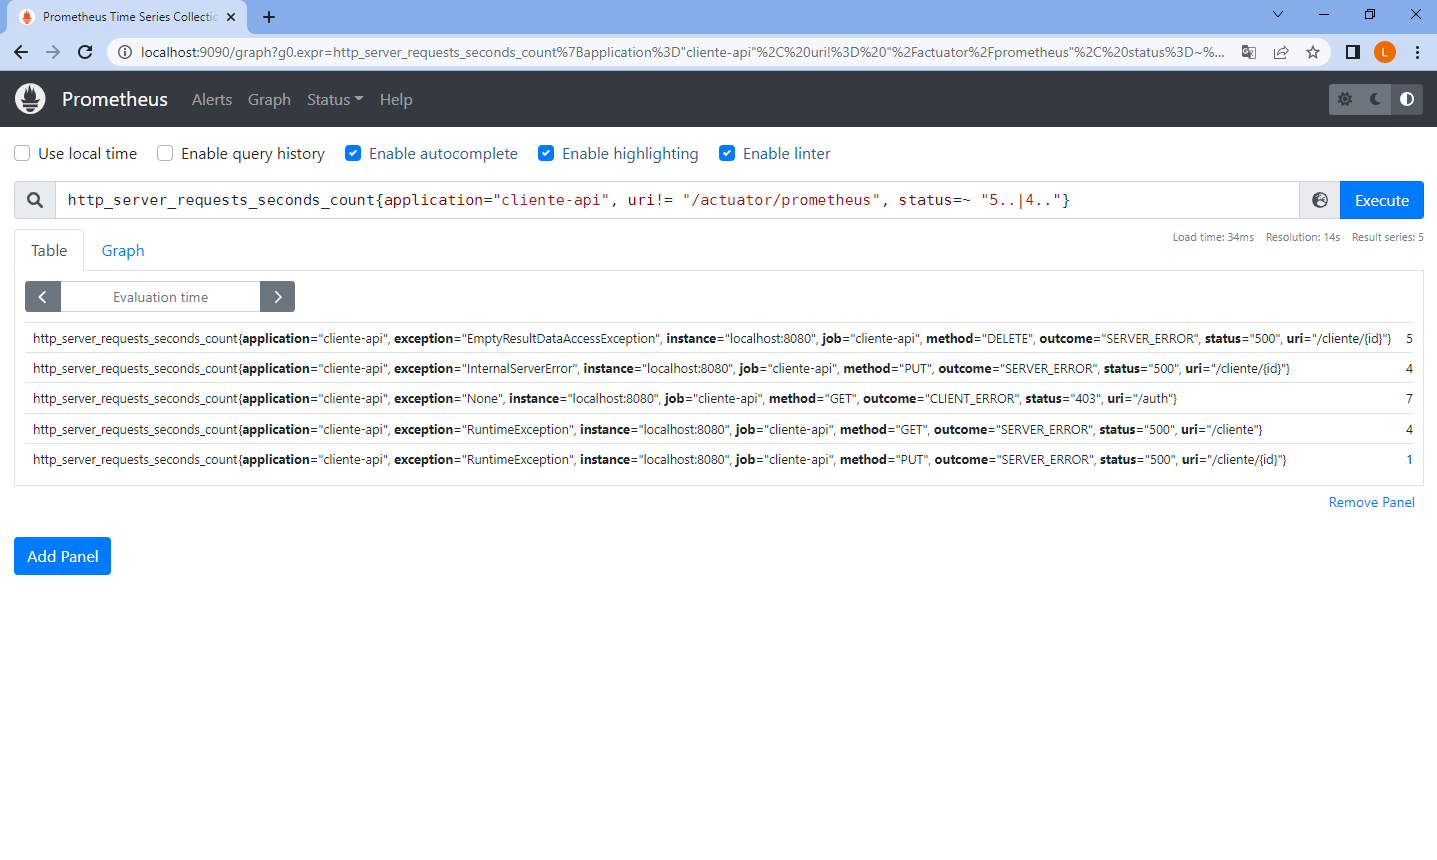 Prometheus Time Series Collectio
localhost:9090/graph?g0.expr=http_server_requests_seconds_count%7Bapplication%3D"cliente-api"%2C%20uri!%3D%20"%2Factuator%2Fprometheus"%2C%20status%3D~%...
L
Prometheus Alerts Graph Status Help
Use local time Enable query history Enable autocomplete Enable highlighting Enable linter
http_server_requests_seconds_count{application="cliente-api", uri!= "/actuator/prometheus", status=~ "5..|4.."} Execute
Load time: 34ms Resolution: 14s Result series: 5
Table Graph
Evaluation time
http_server_requests_seconds_count{application="cliente-api", exception="EmptyResultDataAccessException", instance="localhost:8080", job="cliente-api", method="DELETE", outcome="SERVER_ERROR", status="500", uri="/cliente/{id}"} 5
http_server_requests_seconds_count{application="cliente-api", exception="InternalServerError", instance="localhost:8080", job="cliente-api", method="PUT", outcome="SERVER_ERROR", status="500", uri="/cliente/{id}"} 4
http_server_requests_seconds_count{application="cliente-api", exception="None", instance="localhost:8080", job="cliente-api", method="GET", outcome="CLIENT_ERROR", status="403", uri="/auth"} 7
http_server_requests_seconds_count{application="cliente-api", exception="RuntimeException", instance="localhost:8080", job="cliente-api", method="GET", outcome="SERVER_ERROR", status="500", uri="/cliente"} 4
http_server_requests_seconds_count{application="cliente-api", exception="RuntimeException", instance="localhost:8080", job="cliente-api", method="PUT", outcome="SERVER_ERROR", status="500", uri="/cliente/{id}"} 1
Remove Panel
Add Panel